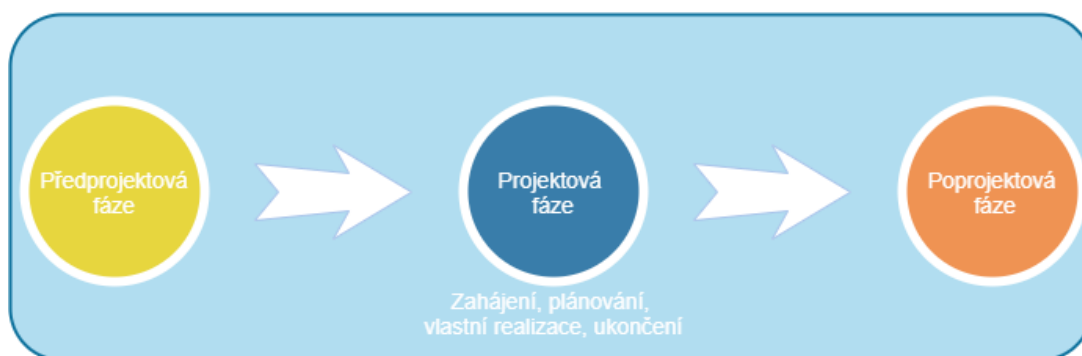 Předprojektová
fáze
Projektová
fáze
Poprojektová
fáze
Zahájení, plánování,
vlastní realizace, ukončení